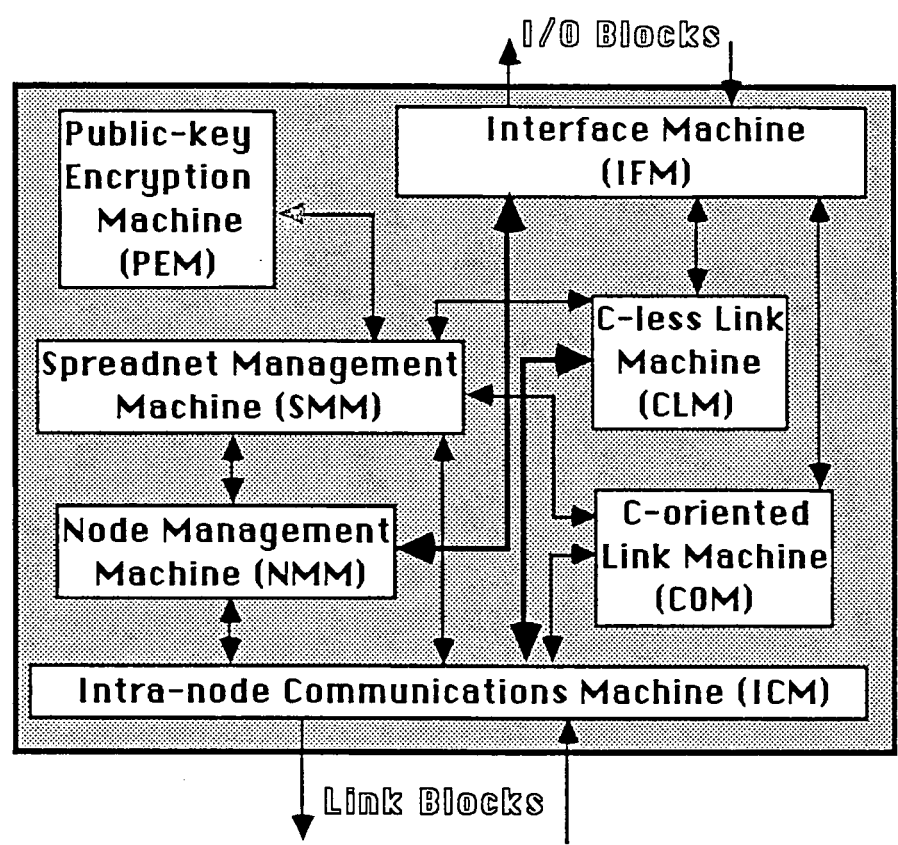 I/O Blocks
Public-key
Encryption
Machine
(PEM)
Interface Machine
(IFM)
C-less Link
Machine
(CLM)
Spreadnet Management
Machine (SMM)
Node Management
Machine (NMM)
C-oriented
Link Machine
(COM)
Intra-node Communications Machine (ICM)
Link Blocks